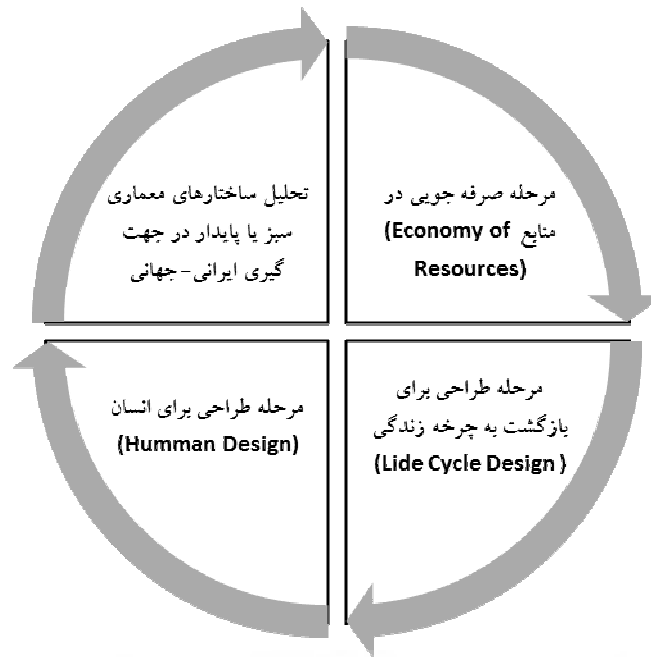 مرحله صرفه جویی در
منابع (Economy of
Resources)
تحلیل ساختارهای معماری
سبز یا پایدار در جهت
گیری ایرانی-جهانی
مرحله طراحی برای
بازگشت به چرخه زندگی
(Lide Cycle Design )
مرحله طراحی برای انسان
(Humman Design)